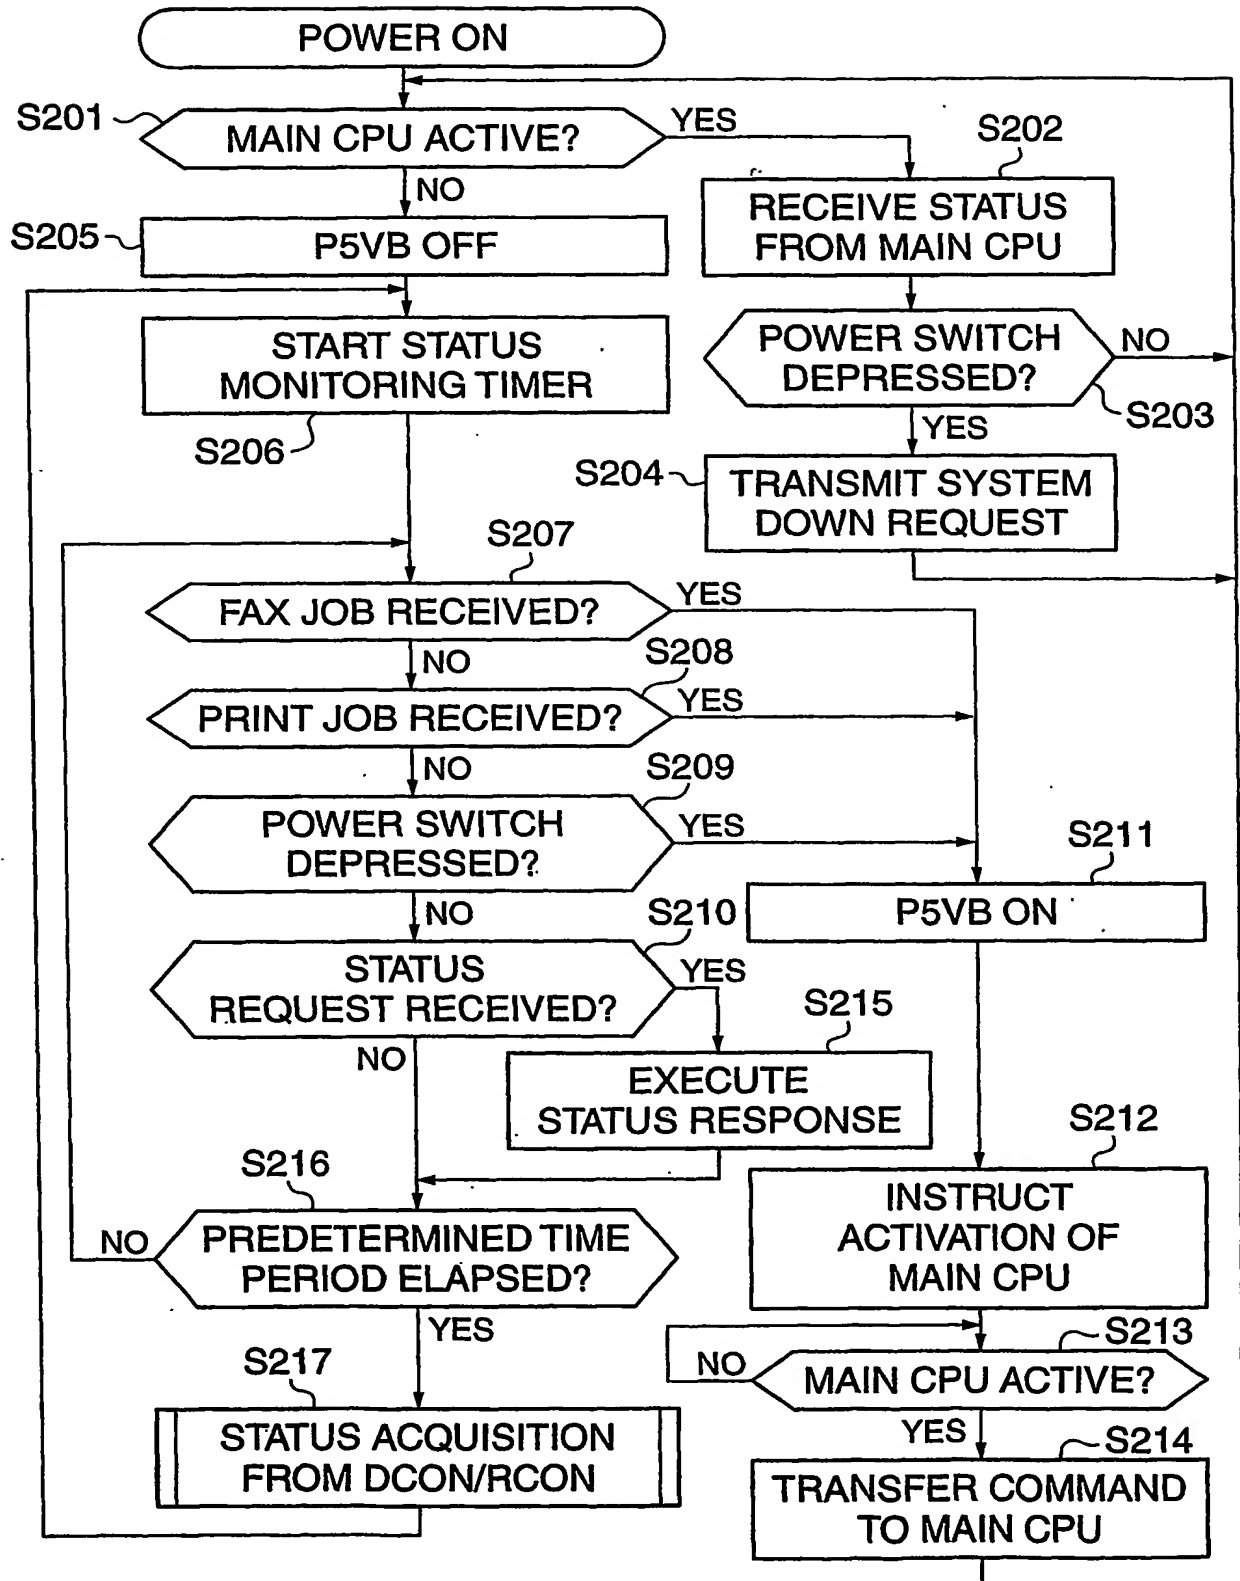 POWER ON
S201
MAIN CPU ACTIVE?
YES
NO
S202
RECEIVE STATUS
FROM MAIN CPU
S205
P5VB OFF
POWER SWITCH
DEPRESSED?
NO
S203
YES
START STATUS
MONITORING TIMER
S206
S204
TRANSMIT SYSTEM
DOWN REQUEST
S207
FAX JOB RECEIVED?
YES
NO
S208
PRINT JOB RECEIVED?
YES
NO
S209
POWER SWITCH
DEPRESSED?
YES
NO
S211
P5VB ON
S210
STATUS
REQUEST RECEIVED?
YES
NO
S215
EXECUTE
STATUS RESPONSE
S212
INSTRUCT
ACTIVATION OF
MAIN CPU
S216
PREDETERMINED TIME
PERIOD ELAPSED?
NO
YES
S213
MAIN CPU ACTIVE?
NO
YES
S217
STATUS ACQUISITION
FROM DCON/RCON
S214
TRANSFER COMMAND
TO MAIN CPU